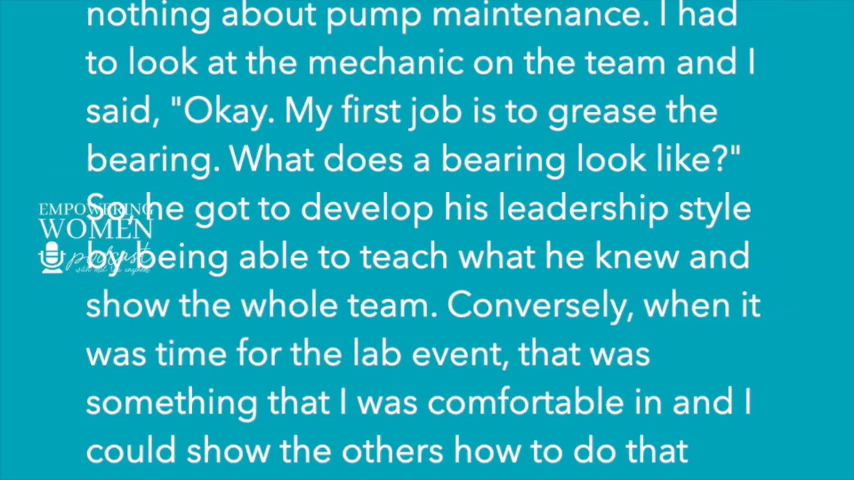 nothing about pump maintenance. I had
to look at the mechanic on the team and I
said, "Okay. My first job is to grease the
bearing. What does a bearing look like?"
So, he got to develop his leadership style
by being able to teach what he knew and
show the whole team. Conversely, when it
was time for the lab event, that was
something that I was comfortable in and I
could show the others how to do that
EMPOWERING
WOMEN
podcast